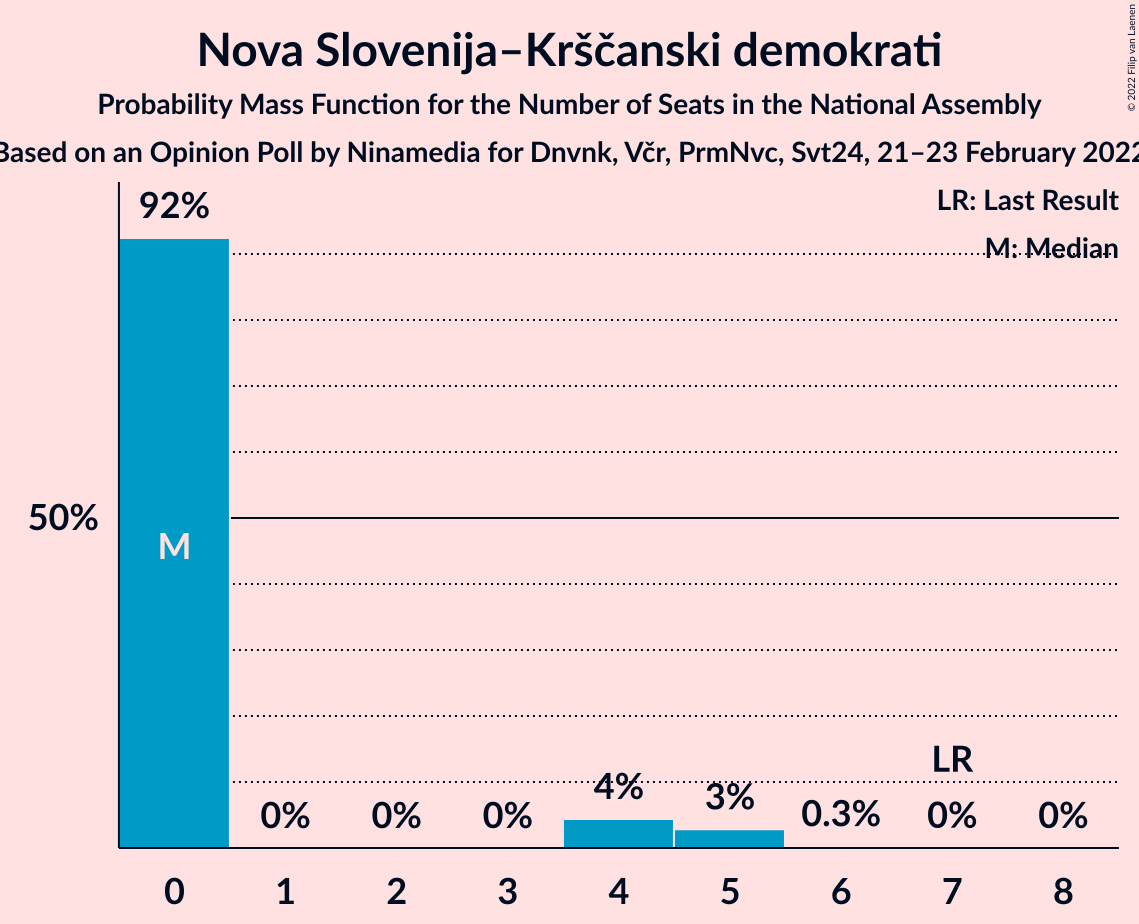 Nova Slovenija–Krščanski demokrati
Probability Mass Function for the Number of Seats in the National Assembly
Based on an Opinion Poll by Ninamedia for Dnvnk, Včr, PrmNvc, Svt24, 21–23 February 2022
© 2022 Filip van Laenen
LR: Last Result
M: Median
92%
50%
M
0%
0%
0%
4%
3%
0.3%
LR
0%
0%
0 1 2 3 4 5 6 7 8